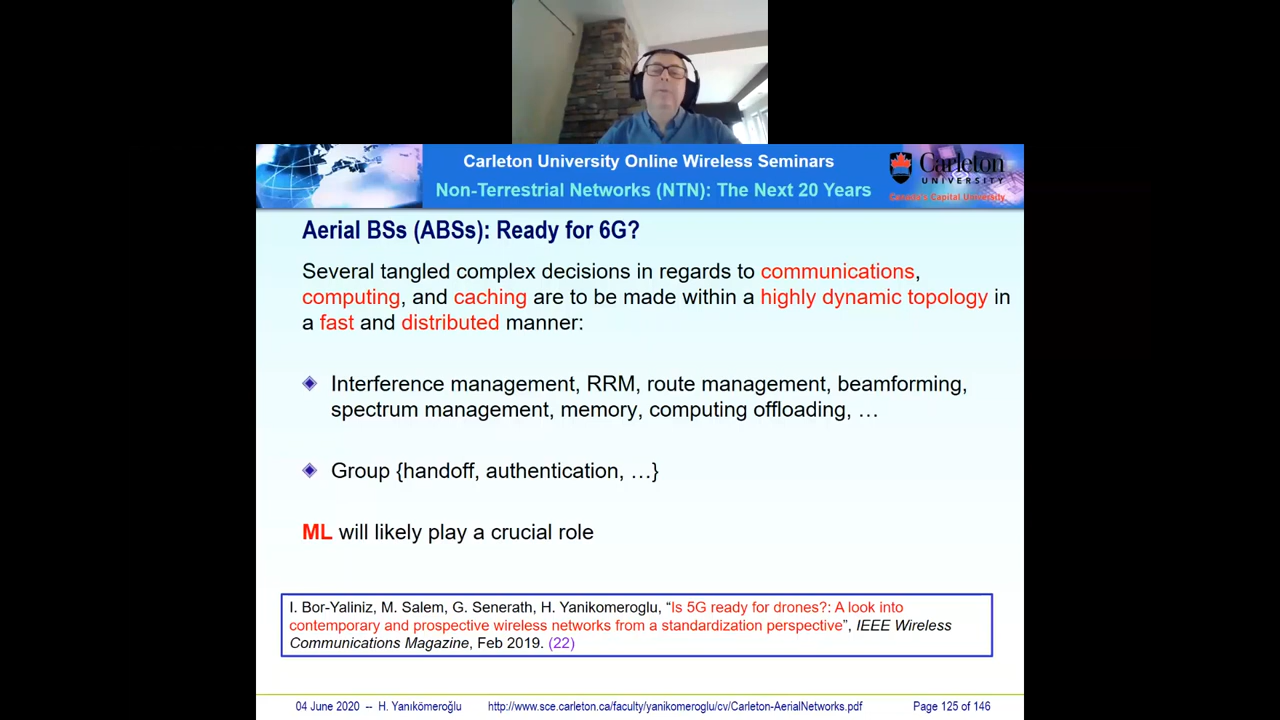 Carleton University Online Wireless Seminars
Non-Terrestrial Networks (NTN): The Next 20 Years
Carleton
UNIVERSITY
Canada's Capital University
Aerial BSs (ABSs): Ready for 6G?
Several tangled complex decisions in regards to communications,
computing, and caching are to be made within a highly dynamic topology in
a fast and distributed manner:
Interference management, RRM, route management, beamforming,
spectrum management, memory, computing offloading, …
Group {handoff, authentication, …}
ML will likely play a crucial role
I. Bor-Yaliniz, M. Salem, G. Senerath, H. Yanikomeroglu, “Is 5G ready for drones?: A look into
contemporary and prospective wireless networks from a standardization perspective”, IEEE Wireless
Communications Magazine, Feb 2019. (22)
04 June 2020 -- H. Yanıkömeroğlu http://www.sce.carleton.ca/faculty/yanikomeroglu/cv/Carleton-AerialNetworks.pdf Page 125 of 146